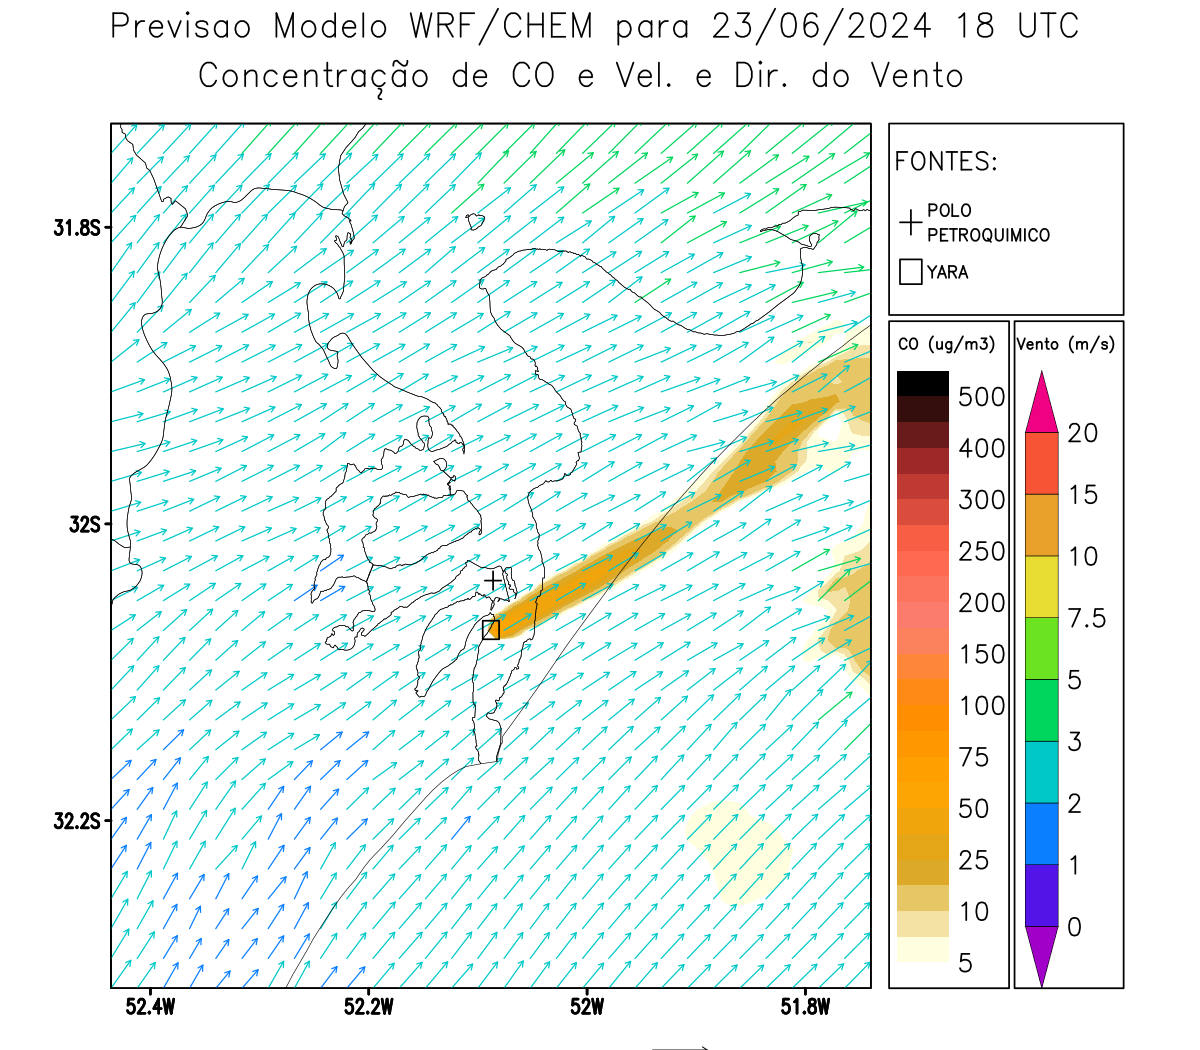 Previsao Modelo WRF/CHEM para 23/06/2024 18 UTC
Concentração de CO e Vel. e Dir. do Vento
FONTES:
POLO
PETROQUIMICO
YARA
31.8S
32S
32.2S
52.4W
52.2W
52W
51.8W
CO (ug/m3)
500
400
300
250
200
150
100
75
50
25
10
5
Vento (m/s)
20
15
10
7.5
5
3
2
1
0